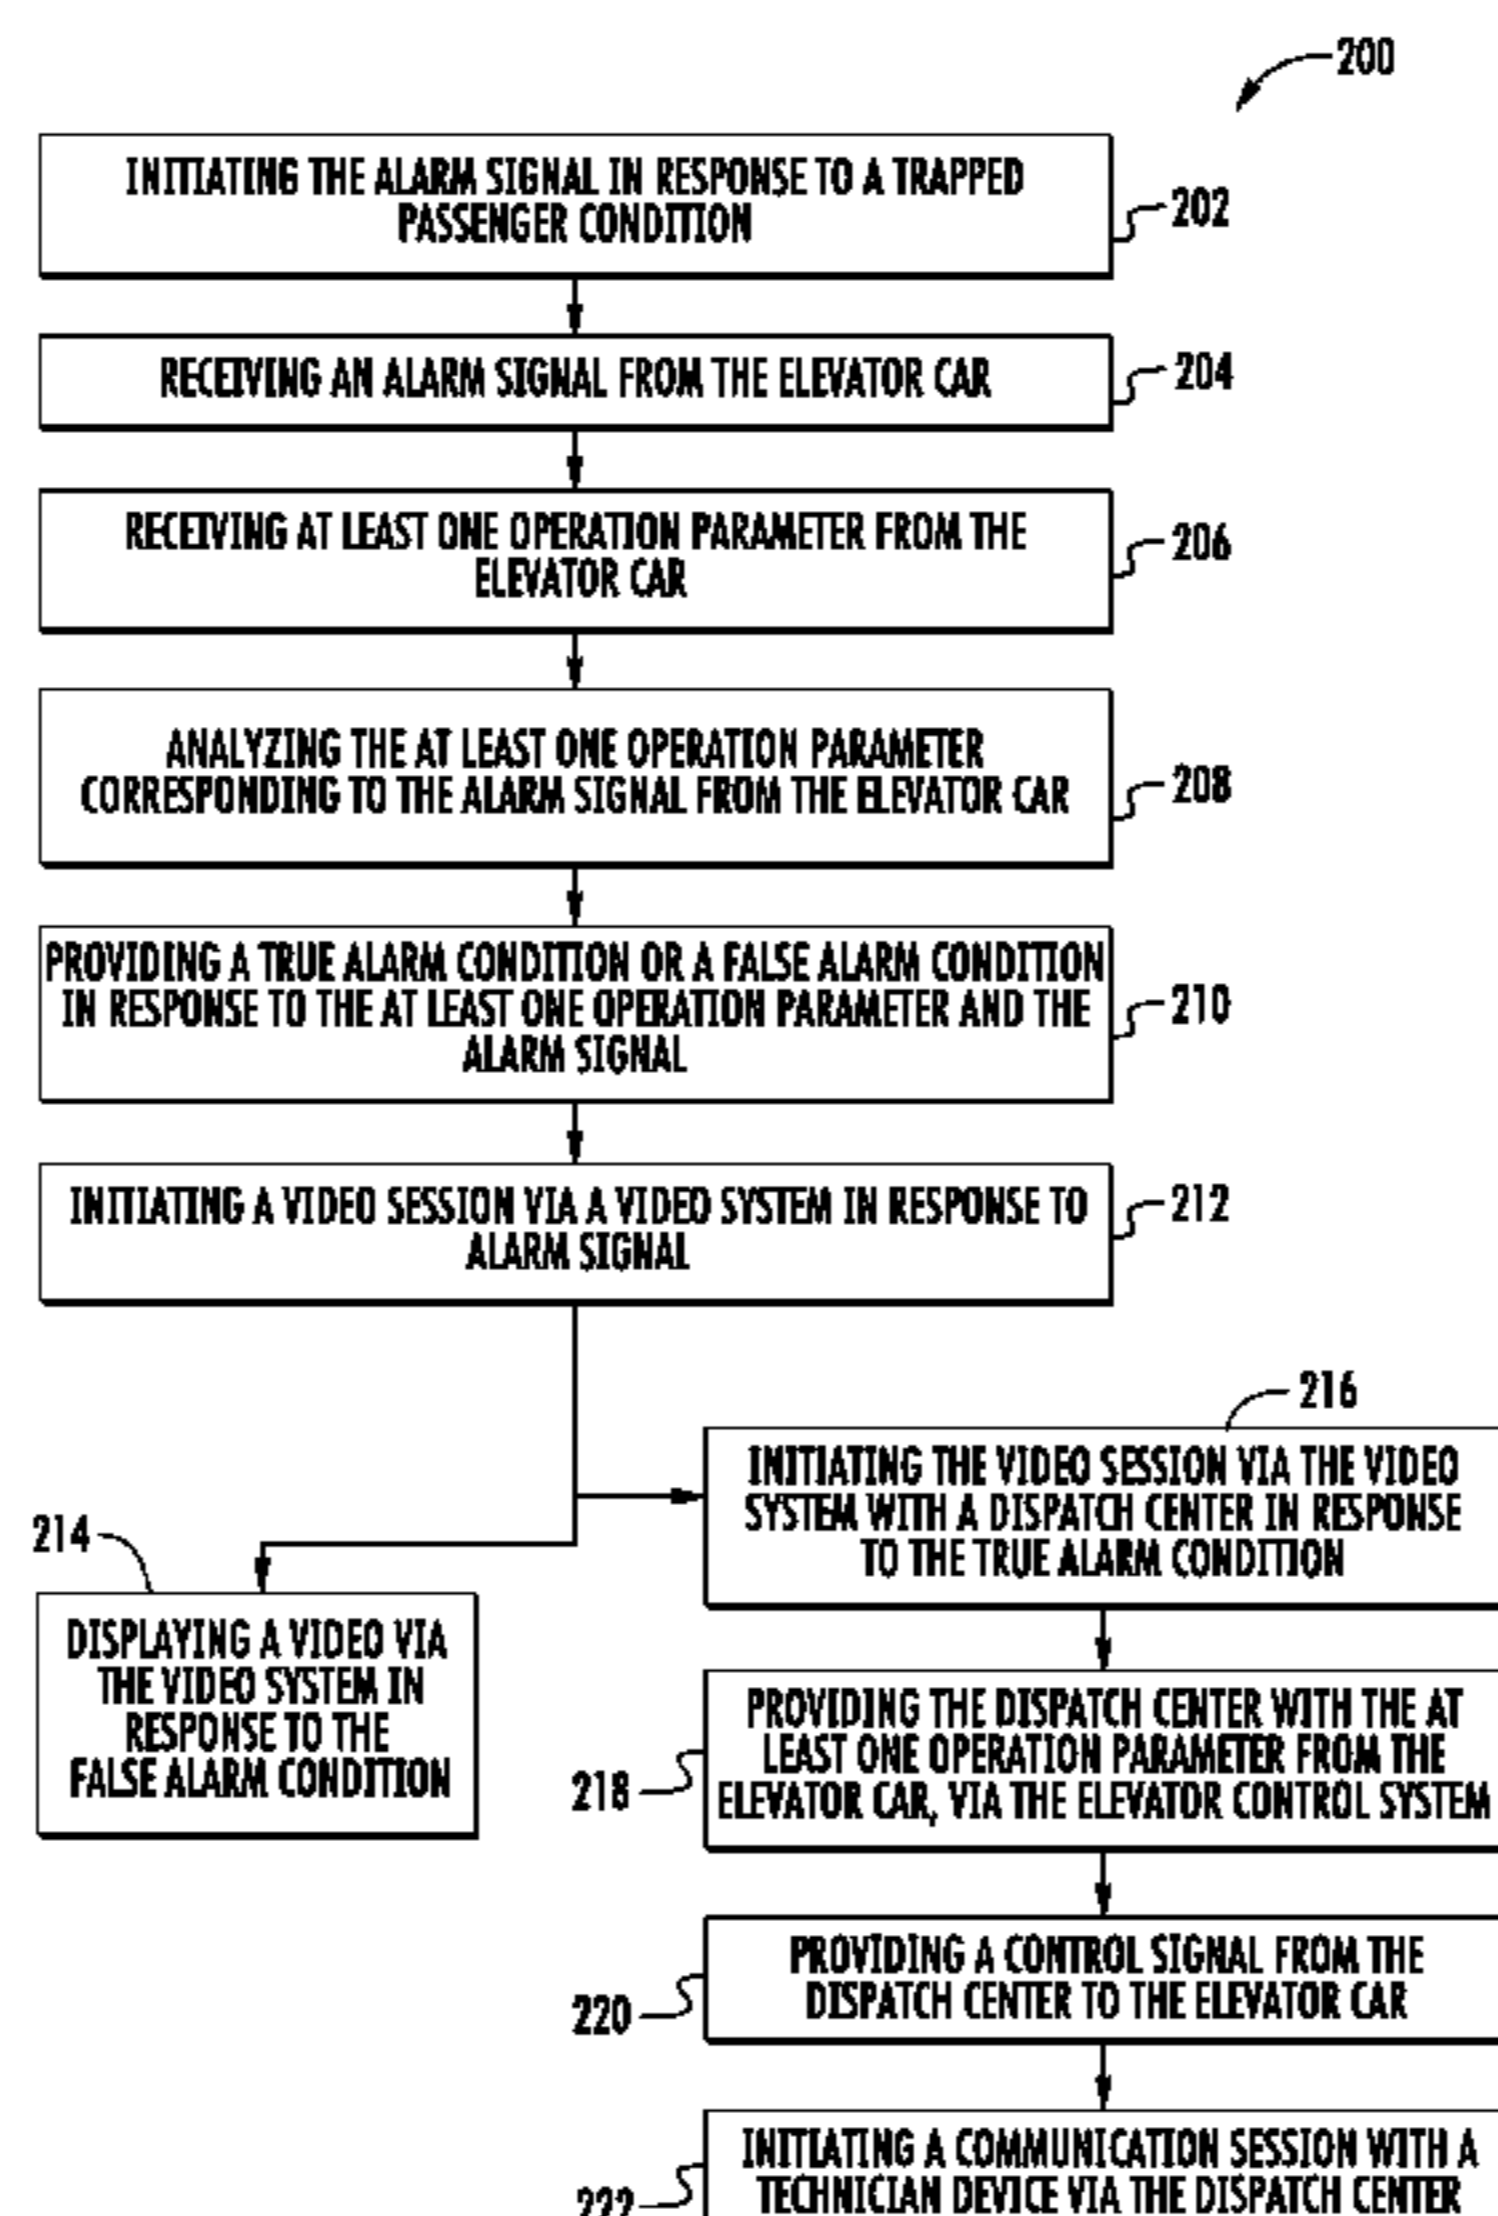 200
INITIATING THE ALARM SIGNAL IN RESPONSE TO A TRAPPED
PASSENGER CONDITION
202
RECEIVING AN ALARM SIGNAL FROM THE ELEVATOR CAR
204
RECEIVING AT LEAST ONE OPERATION PARAMETER FROM THE
ELEVATOR CAR
206
ANALYZING THE AT LEAST ONE OPERATION PARAMETER
CORRESPONDING TO THE ALARM SIGNAL FROM THE ELEVATOR CAR
208
PROVIDING A TRUE ALARM CONDITION OR A FALSE ALARM CONDITION
IN RESPONSE TO THE AT LEAST ONE OPERATION PARAMETER AND THE
ALARM SIGNAL
210
INITIATING A VIDEO SESSION VIA A VIDEO SYSTEM IN RESPONSE TO
ALARM SIGNAL
212
214
DISPLAYING A VIDEO VIA
THE VIDEO SYSTEM IN
RESPONSE TO THE
FALSE ALARM CONDITION
216
INITIATING THE VIDEO SESSION VIA THE VIDEO
SYSTEM WITH A DISPATCH CENTER IN RESPONSE
TO THE TRUE ALARM CONDITION
218
PROVIDING THE DISPATCH CENTER WITH THE AT
LEAST ONE OPERATION PARAMETER FROM THE
ELEVATOR CAR, VIA THE ELEVATOR CONTROL SYSTEM
220
PROVIDING A CONTROL SIGNAL FROM THE
DISPATCH CENTER TO THE ELEVATOR CAR
222
INITIATING A COMMUNICATION SESSION WITH A
TECHNICIAN DEVICE VIA THE DISPATCH CENTER